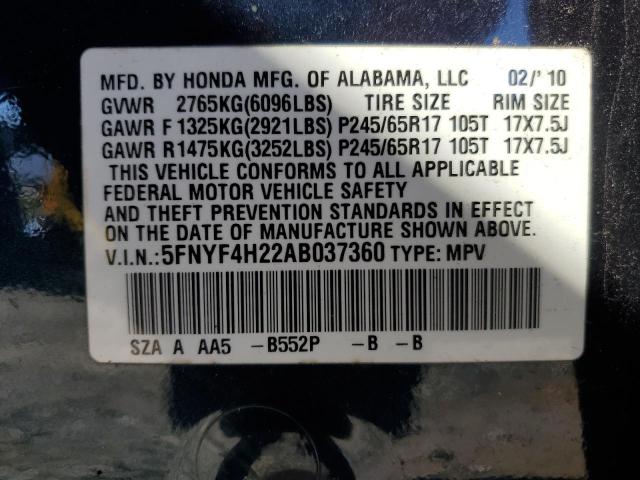 MFD. BY HONDA MFG. OF ALABAMA, LLC 02/'10
GVWR 2765KG(6096LBS) TIRE SIZE RIM SIZE
GAWR F 1325KG(2921LBS) P245/65R17 105T 17X7.5J
GAWR R1475KG(3252LBS) P245/65R17 105T 17X7.5J
THIS VEHICLE CONFORMS TO ALL APPLICABLE
FEDERAL MOTOR VEHICLE SAFETY
AND THEFT PREVENTION STANDARDS IN EFFECT
ON THE DATE OF MANUFACTURE SHOWN ABOVE.
V.I.N.:5FNYF4H22AB037360 TYPE: MPV
SZA A AA5 -B552P -B -B